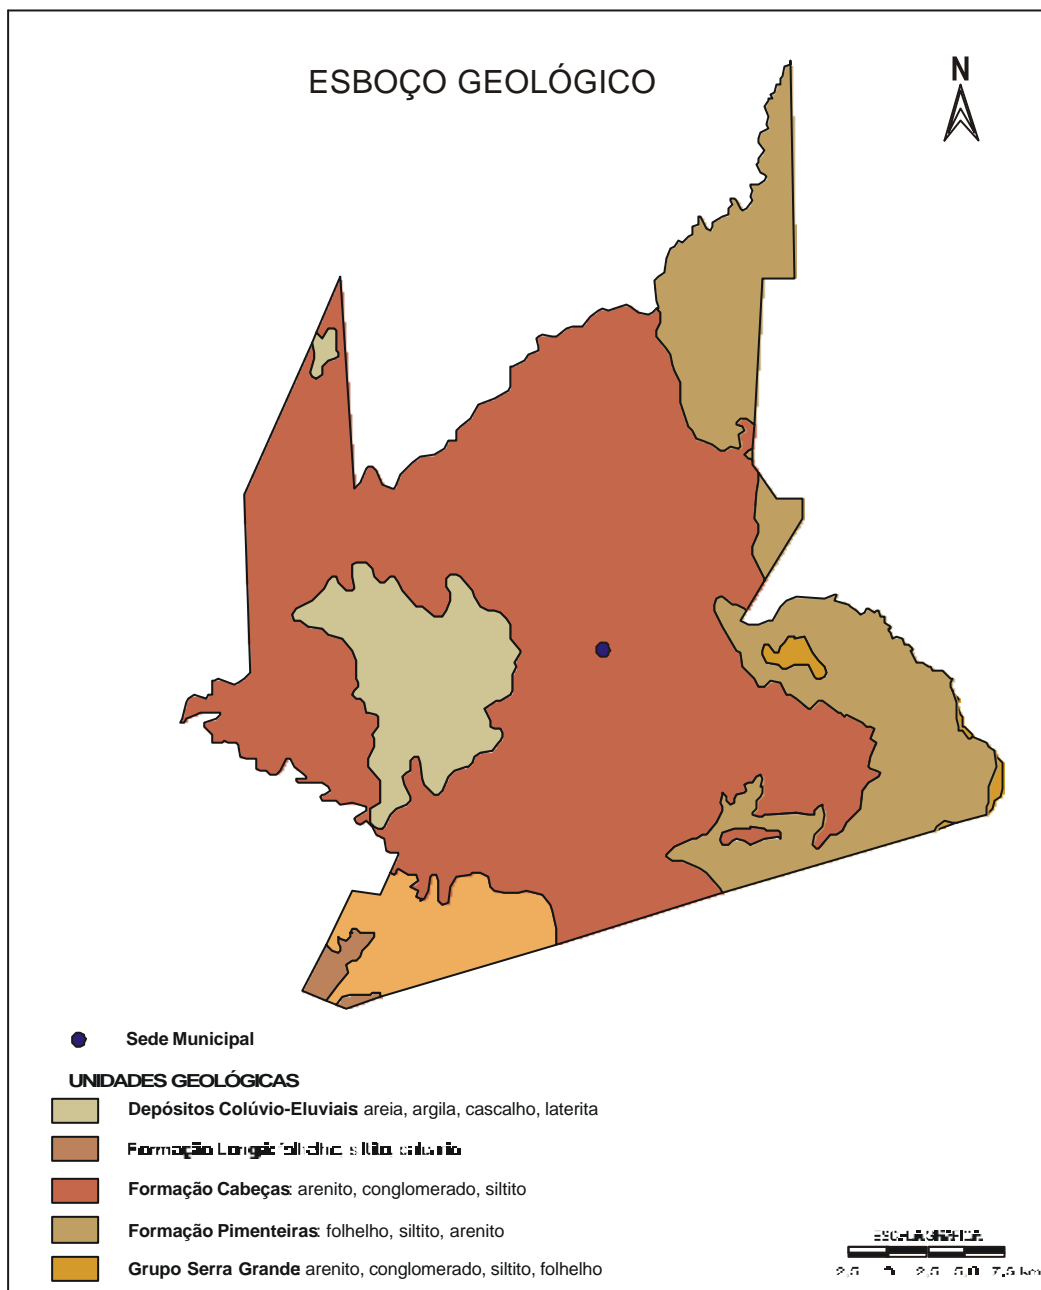 ESBOÇO GEOLÓGICO
N
Sede Municipal
UNIDADES GEOLÓGICAS
Depósitos Colúvio-Eluviais: areia, argila, cascalho, laterita
Formação
Formação Cabeças: arenito, conglomerado, siltito
Formação Pimenteiras: folhelho, siltito, arenito
Grupo Serra Grande: arenito, conglomerado, siltito, folhelho